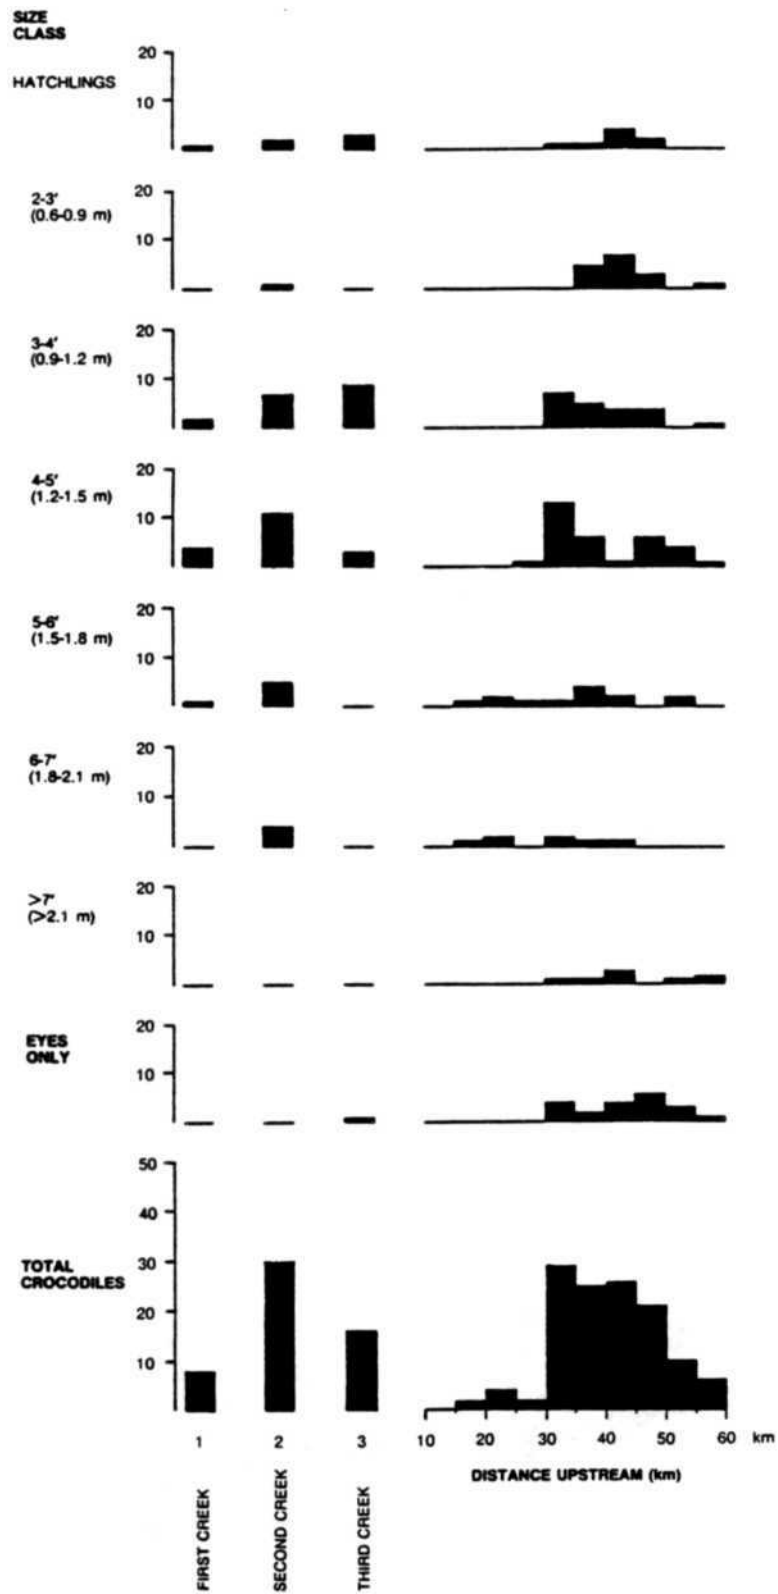 SIZE
CLASS
HATCHLINGS
20
10
2-3'
(0.6-0.9 m)
20
10
3-4'
(0.9-1.2 m)
20
10
4-5'
(1.2-1.5 m)
20
10
5-6'
(1.5-1.8 m)
20
10
6-7'
(1.8-2.1 m)
20
10
>7'
(>2.1 m)
20
10
EYES
ONLY
20
10
TOTAL
CROCODILES
50
40
30
20
10
1 2 3 10 20 30 40 50 60 km
DISTANCE UPSTREAM (km)
FIRST CREEK
SECOND CREEK
THIRD CREEK